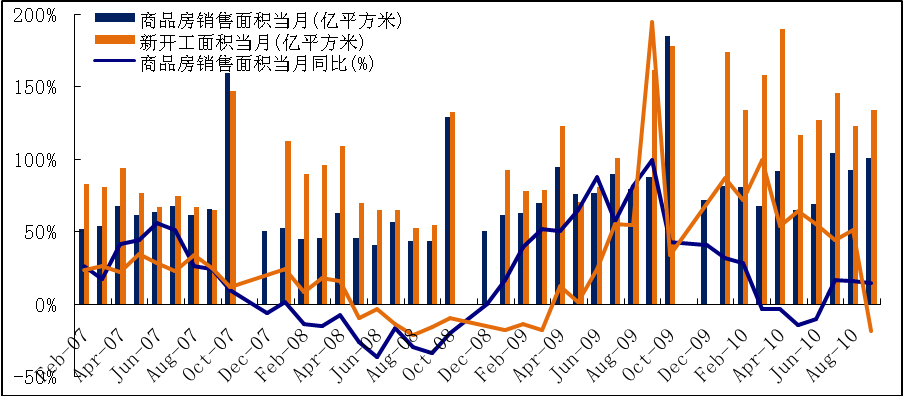 200%
150%
100%
50%
0%
-50%
商品房销售面积当月(亿平方米)
新开工面积当月(亿平方米)
商品房销售面积当月同比(%)
Feb-07
Apr-07
Jun-07
Aug-07
Oct-07
Dec-07
Feb-08
Apr-08
Jun-08
Aug-08
Oct-08
Dec-08
Feb-09
Apr-09
Jun-09
Aug-09
Oct-09
Dec-09
Feb-10
Apr-10
Jun-10
Aug-10